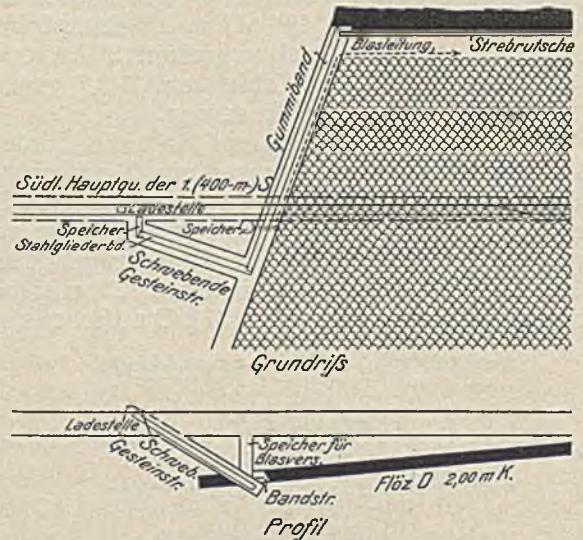 Blasleitung
Strebrutsche
Gummiband
Südl. Hauptqu. der 1. (400-m-) S
Ladestelle
Speicher
Speicher
Stahlgliederbd.
Schwebende
Gesteinstr.
Grundriß
Ladestelle
Schweb.
Gesteinstr.
Speicher für
Blasvers.
Bandstr.
Flöz D 2,00 m K.
Profil